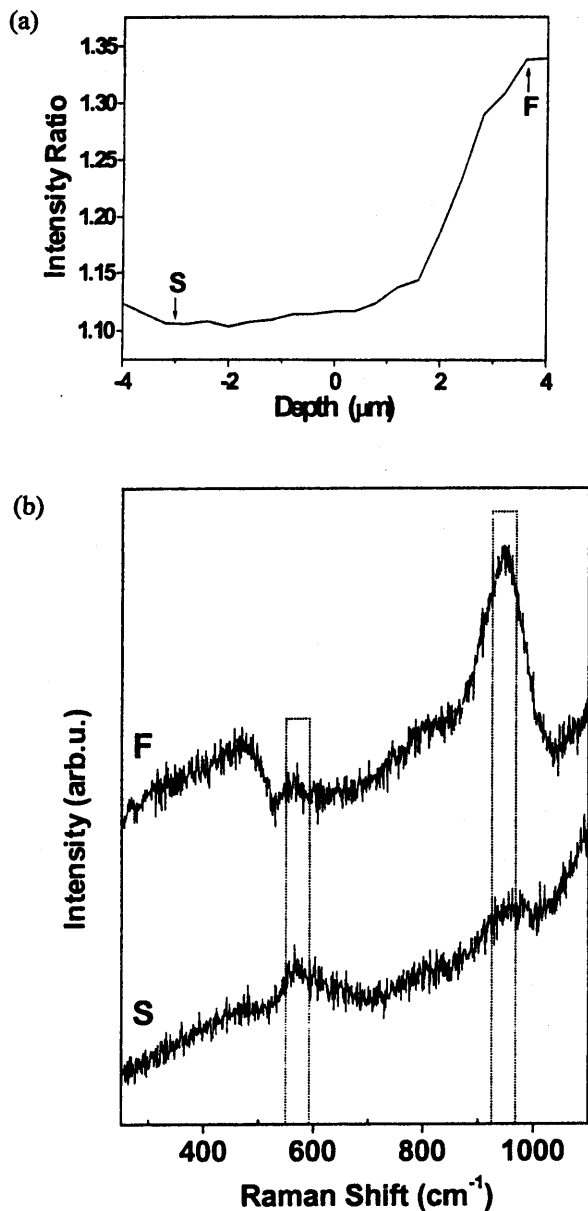 (a)
1.35
1.30
1.25
1.20
1.15
1.10
Intensity Ratio
S
F
-4 -2 0 2 4
Depth (μm)
(b)
Intensity (arb.u.)
F
S
400 600 800 1000
Raman Shift (cm⁻¹)